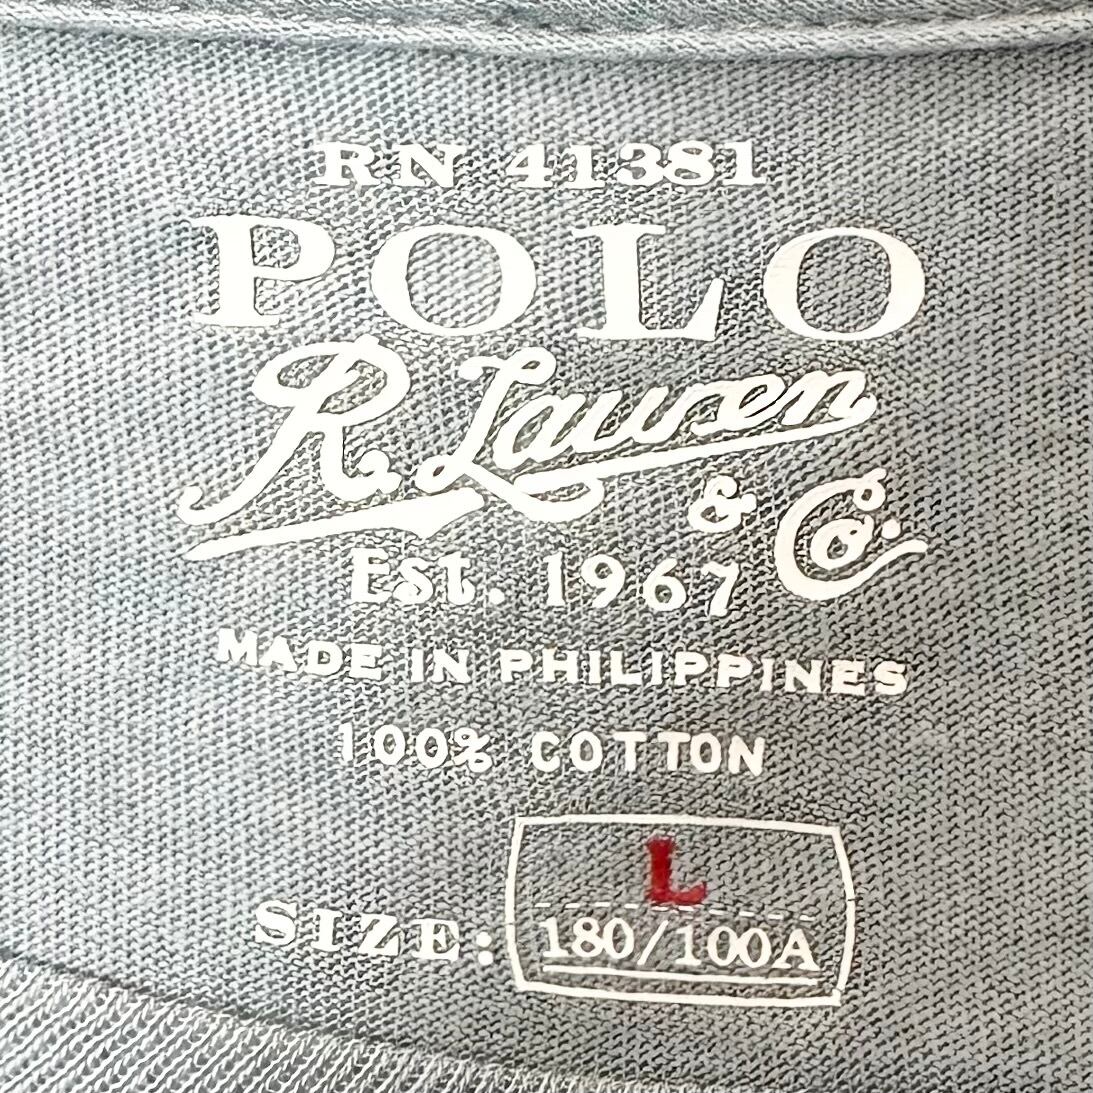 RN 41381
POLO
R. Lauren
& Co.
Est. 1967
MADE IN PHILIPPINES
100% COTTON
L
SIZE: 180/100A